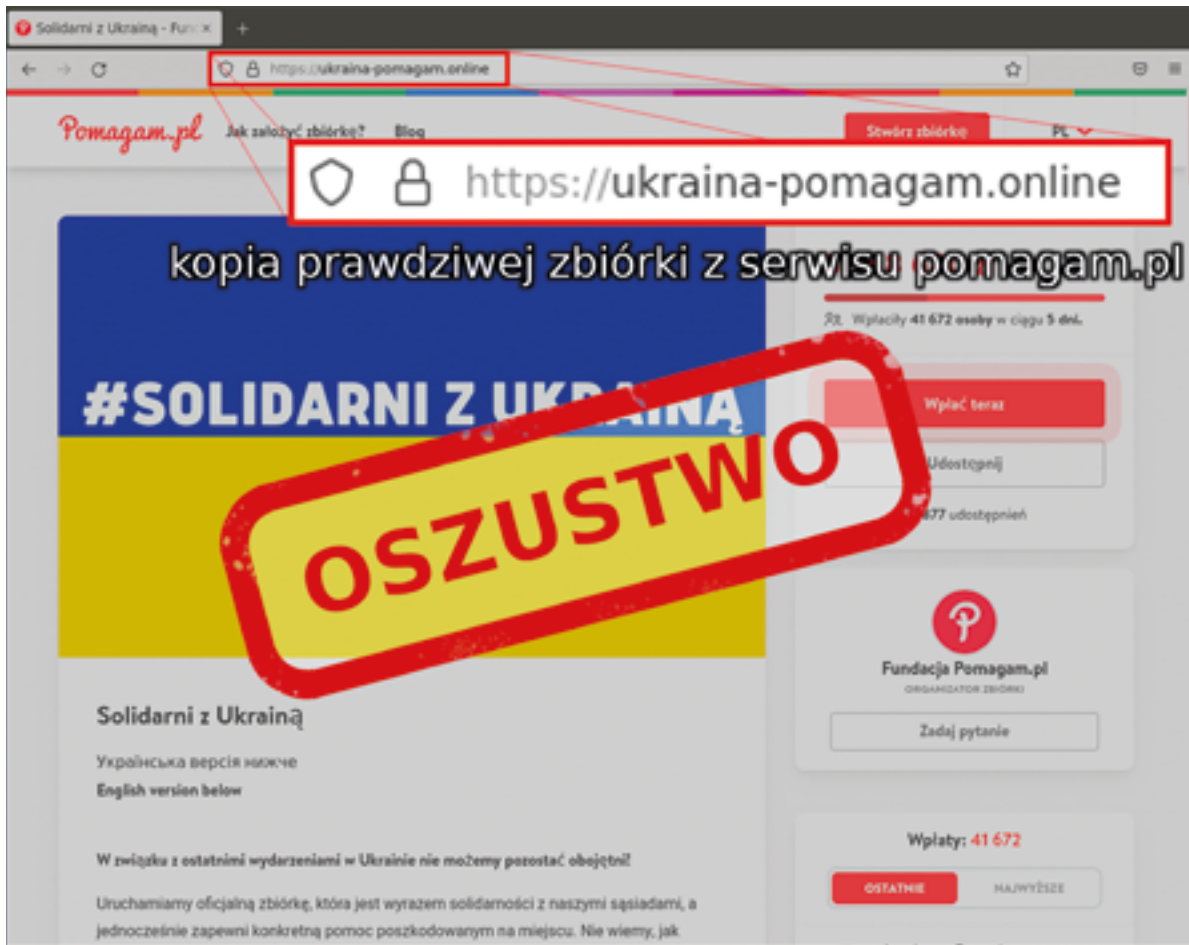 Solidarni z Ukrainą - Fun
https://ukraina-pomagam.online
Pomagam.pl
Jak założyć zbiórkę?
Blog
Stwórz zbiórkę
PL
https://ukraina-pomagam.online
kopia prawdziwej zbiórki z serwisu pomagam.pl
Wpłaciły 41 672 osoby w ciągu 5 dni.
#SOLIDARNI Z UKRAINĄ
Wpłać teraz
Udostępnij
877 udostępnień
OSZUSTWO
Fundacja Pomagam.pl
ORGANIZATOR ZBIÓRKI
Zadaj pytanie
Solidarni z Ukrainą
Українська версія нижче
English version below
W związku z ostatnimi wydarzeniami w Ukrainie nie możemy pozostać obojętni!
Uruchamiamy oficjalną zbiórkę, która jest wyrazem solidarności z naszymi sąsiadami, a
jednocześnie zapewni konkretną pomoc poszkodowanym na miejscu. Nie wiemy, jak
Wpłaty: 41 672
OSTATNIE
NAJWYŻSZE